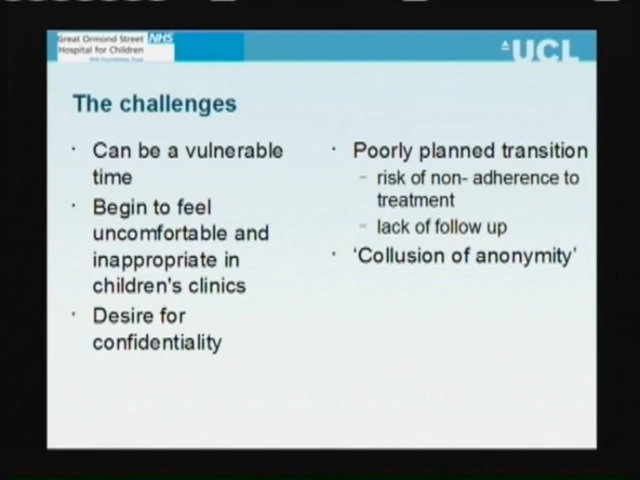 Great Ormond Street NHS
Hospital for Children
NHS Foundation Trust
UCL
The challenges
· Can be a vulnerable
time
· Begin to feel
uncomfortable and
inappropriate in
children's clinics
· Desire for
confidentiality
· Poorly planned transition
– risk of non- adherence to
treatment
– lack of follow up
· 'Collusion of anonymity'